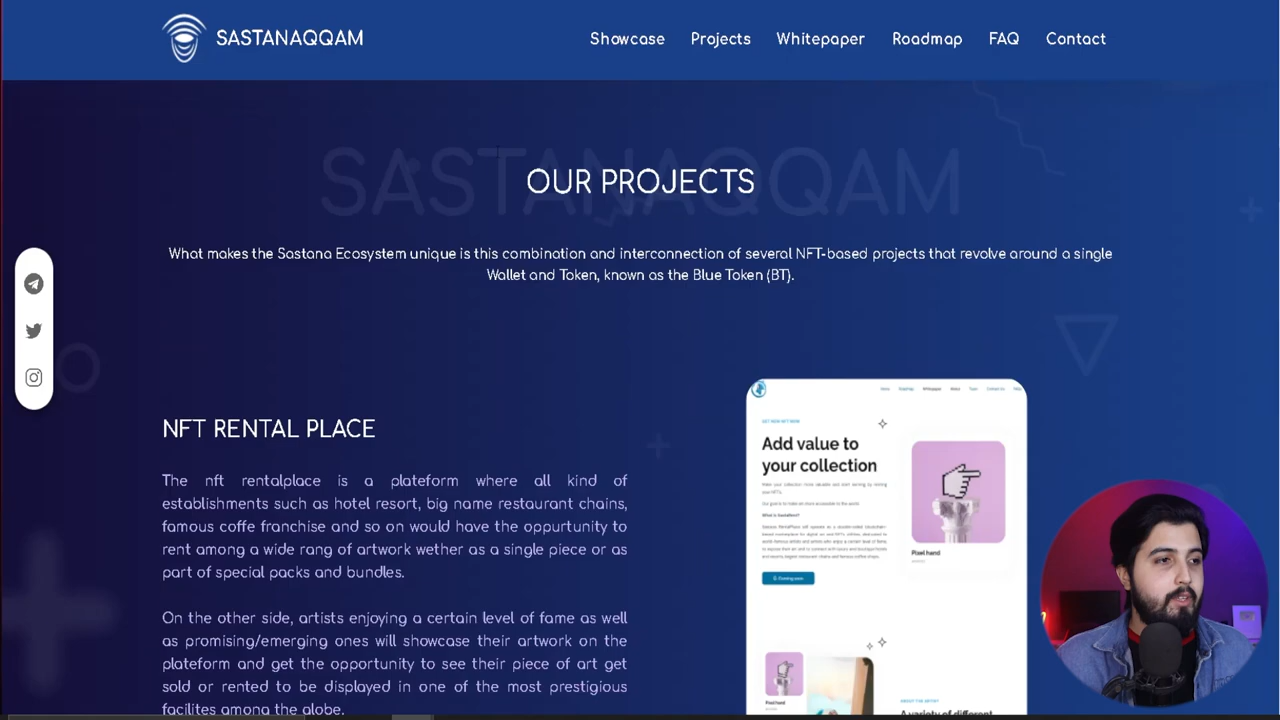 SASTANAQQAM
Showcase Projects Whitepaper Roadmap FAQ Contact
SASTANAQQAM
OUR PROJECTS
What makes the Sastana Ecosystem unique is this combination and interconnection of several NFT-based projects that revolve around a single
Wallet and Token, known as the Blue Token (BT).
NFT RENTAL PLACE
The nft rentalplace is a plateform where all kind of
establishments such as hotel resort, big name restaurant chains,
famous coffe franchise and so on would have the oppurtunity to
rent among a wide rang of artwork wether as a single piece or as
part of special packs and bundles.
On the other side, artists enjoying a certain level of fame as well
as promising/emerging ones will showcase their artwork on the
plateform and get the opportunity to see their piece of art get
sold or rented to be displayed in one of the most prestigious
facilites among the globe.
Add value to
your collection
Pixel hand
Pixel hand
A variety of different